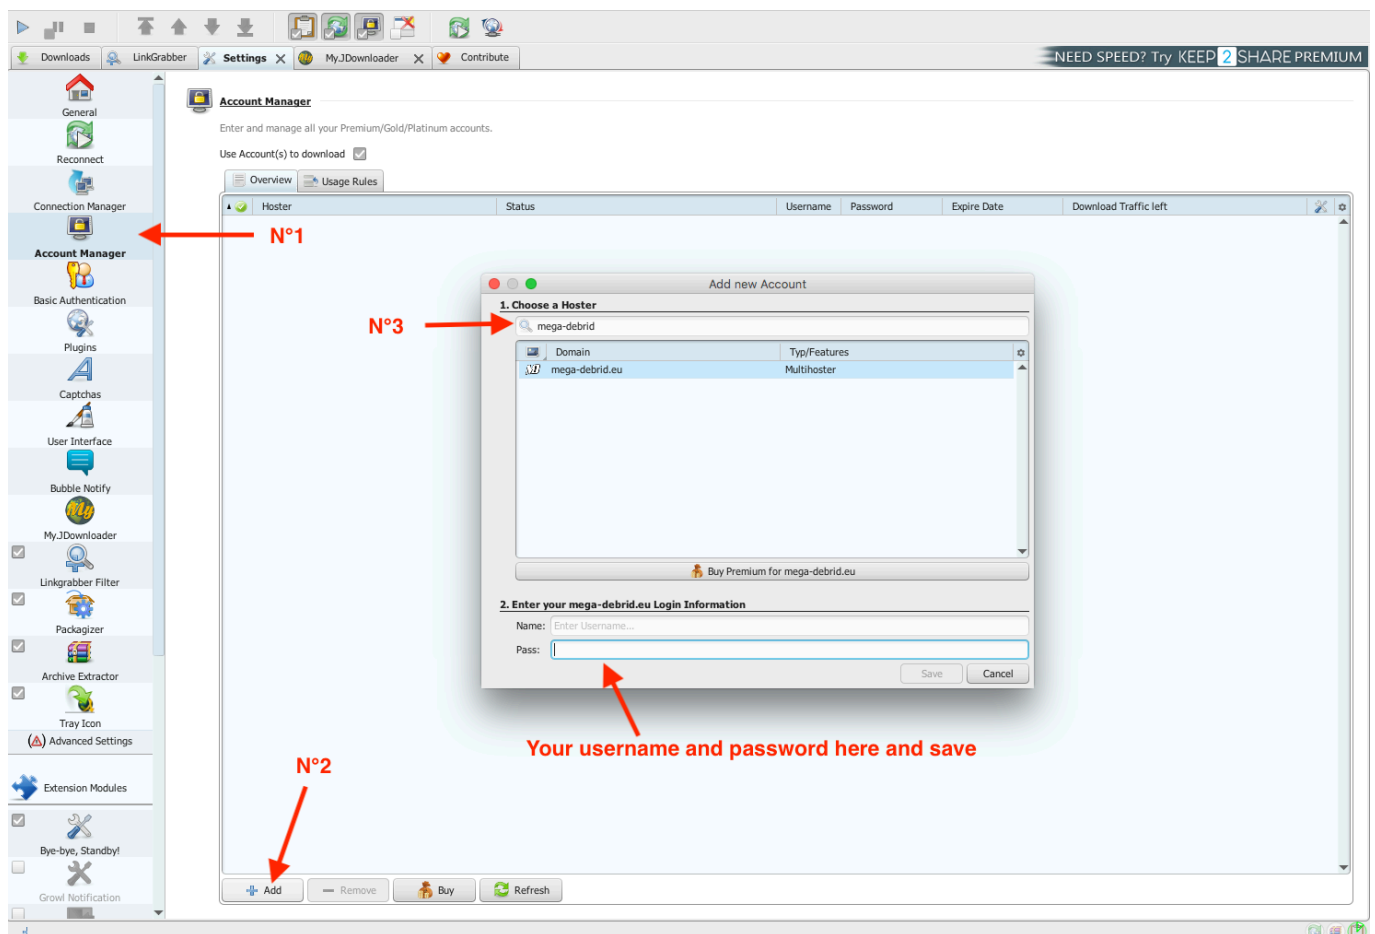 Downloads
LinkGrabber
Settings
My.JDownloader
Contribute
NEED SPEED? Try KEEP 2 SHARE PREMIUM
General
Reconnect
Connection Manager
Account Manager
Basic Authentication
Plugins
Captchas
User Interface
Bubble Notify
My
My.JDownloader
Linkgrabber Filter
Packagizer
Archive Extractor
Tray Icon
Advanced Settings
Extension Modules
Bye-bye, Standby!
Growl Notification
Account Manager
Enter and manage all your Premium/Gold/Platinum accounts.
Use Account(s) to download
Overview
Usage Rules
Hoster
Status
Username
Password
Expire Date
Download Traffic left
N°1
Add new Account
1. Choose a Hoster
N°3
mega-debrid
Domain
Typ/Features
mega-debrid.eu
Multihoster
Buy Premium for mega-debrid.eu
2. Enter your mega-debrid.eu Login Information
Name: Enter Username...
Pass:
Save
Cancel
Your username and password here and save
N°2
Add
Remove
Buy
Refresh